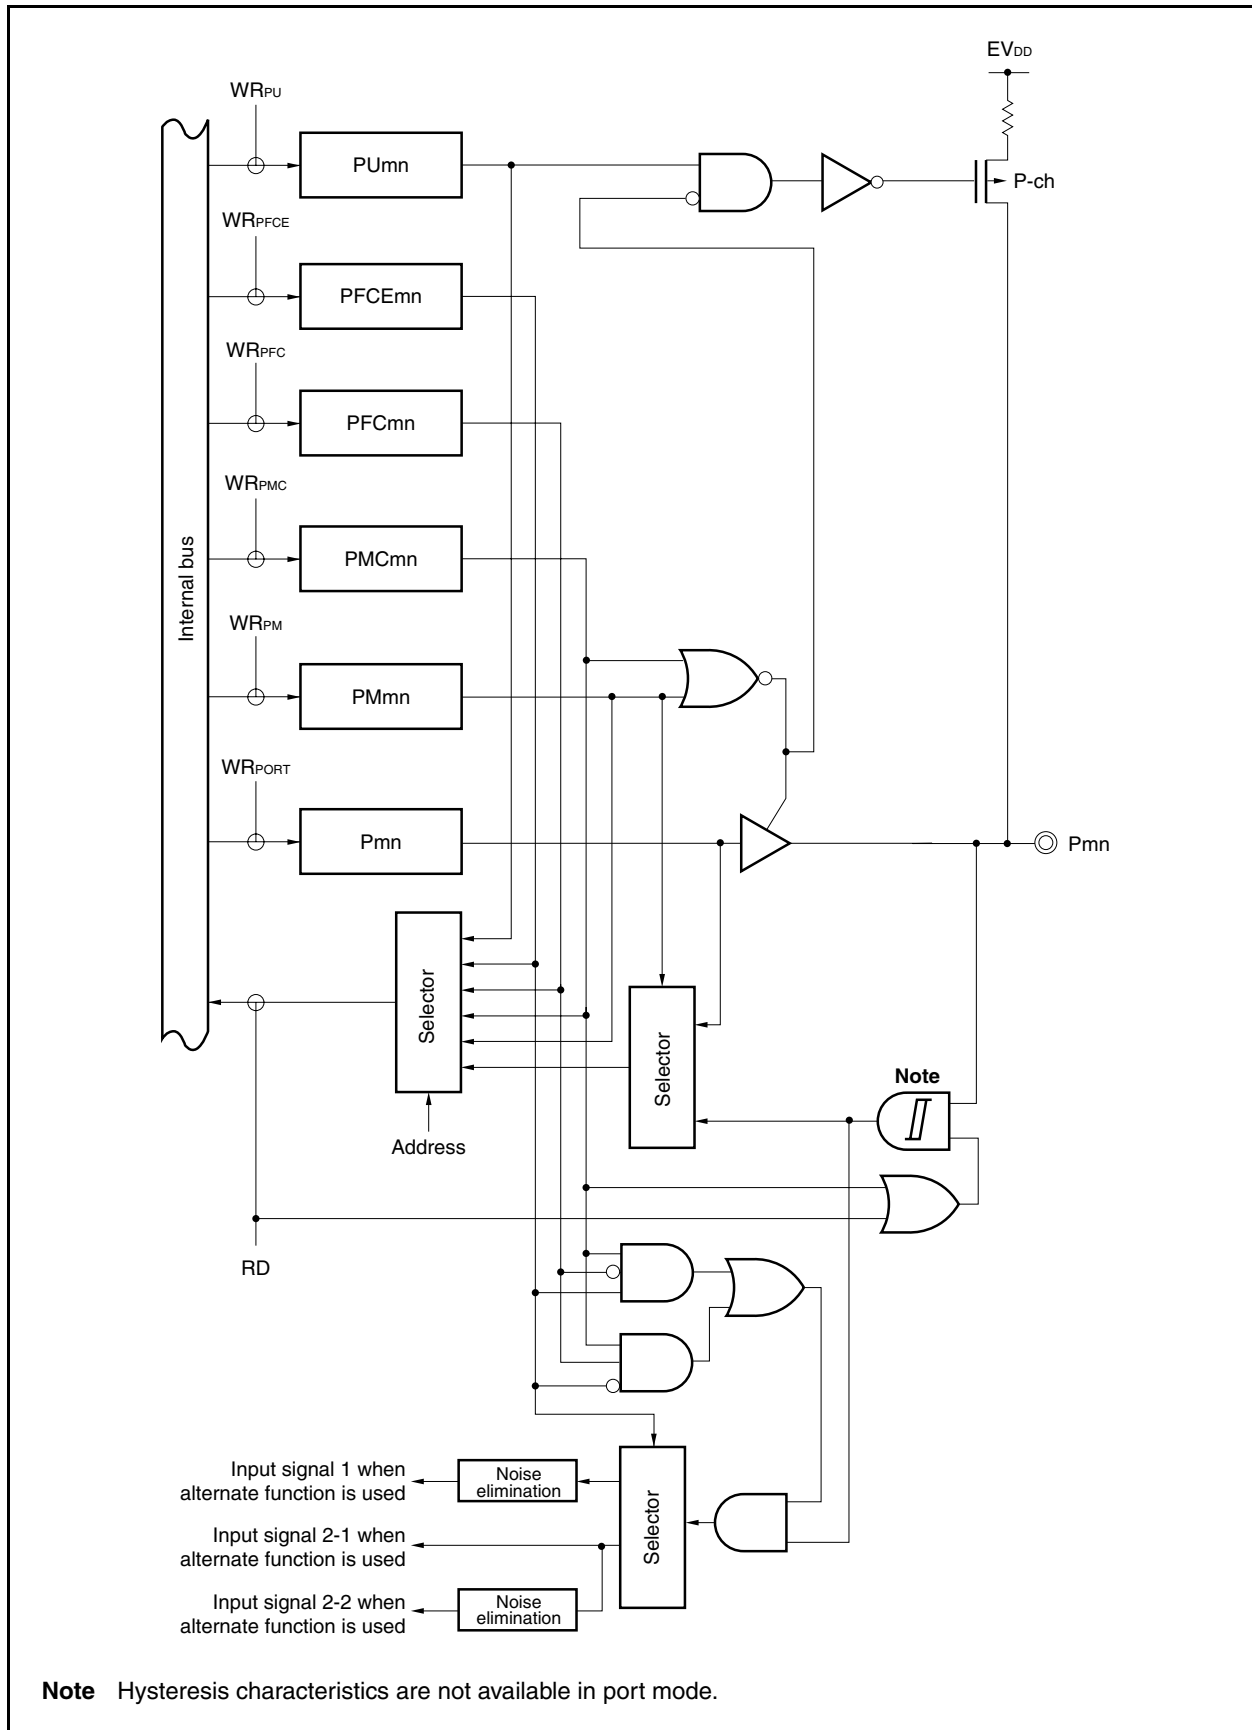 EVDD
WRPU
PUmn
P-ch
WRPFCE
PFCEmn
WRPFC
PFCmn
WRPMC
PMCmn
Internal bus
WRPM
PMmn
WRPORT
Pmn
Pmn
Selector
Selector
Note
Address
RD
Input signal 1 when
alternate function is used
Noise
elimination
Selector
Input signal 2-1 when
alternate function is used
Input signal 2-2 when
alternate function is used
Noise
elimination
Note Hysteresis characteristics are not available in port mode.